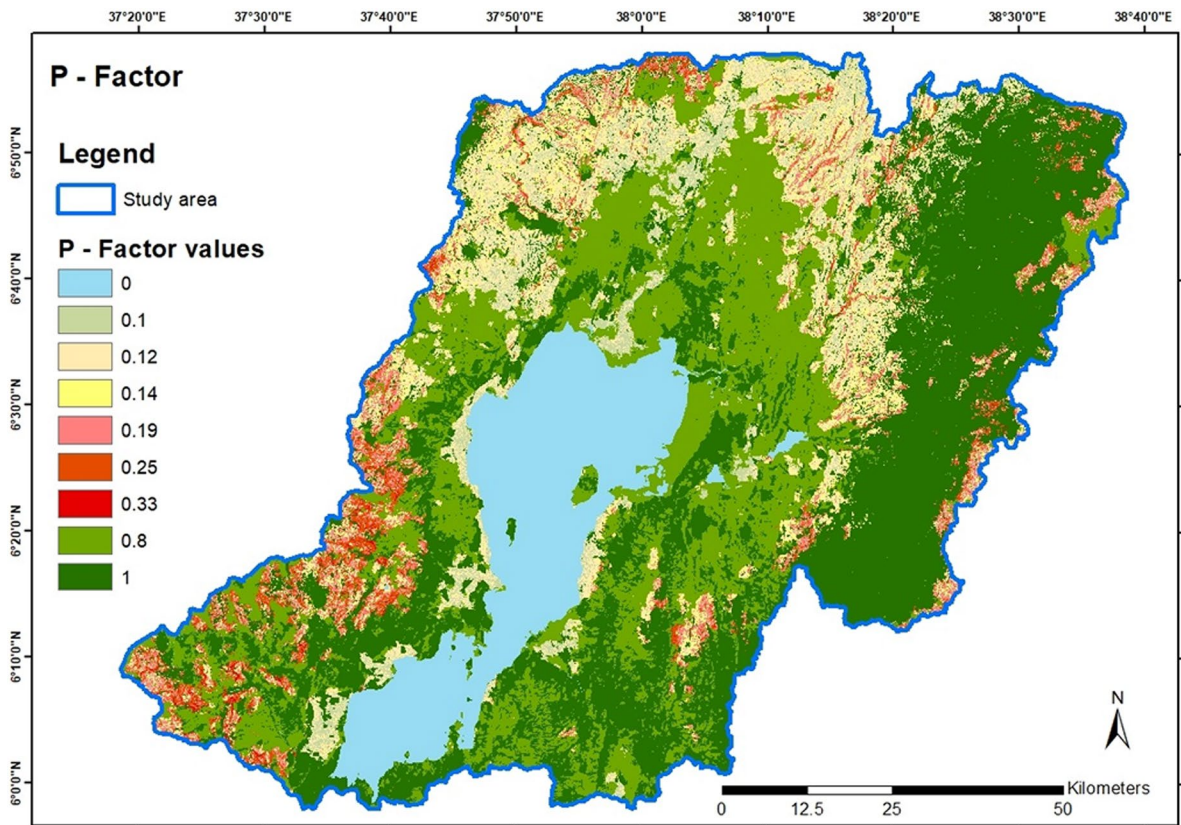 37°20'0"E 37°30'0"E 37°40'0"E 37°50'0"E 38°0'0"E 38°10'0"E 38°20'0"E 38°30'0"E 38°40'0"E
P - Factor
Legend
Study area
P - Factor values
0
0.1
0.12
0.14
0.19
0.25
0.33
0.8
1
6°50'0"N
6°40'0"N
6°30'0"N
6°20'0"N
6°10'0"N
6°0'0"N
N
Kilometers
0 12.5 25 50